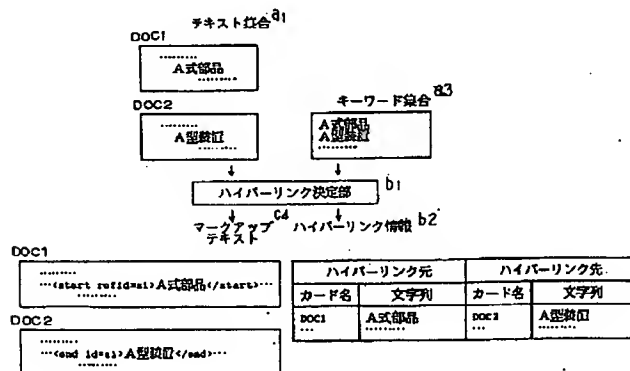 テキスト集合 a1
DOC1
………
A式部品
………
DOC2
………
A型装置
………
キーワード集合 a3
A式部品
A型装置
………
ハイパーリンク決定部 b1
マークアップテキスト c4
ハイパーリンク情報 b2
DOC1
………
…<start refid=s1>A式部品</start>…
………
DOC2
………
…<end id=s1>A型装置</end>…
………
ハイパーリンク元 ハイパーリンク先
カード名 文字列 カード名 文字列
DOC1 A式部品 DOC2 A型装置
… ……… … ………